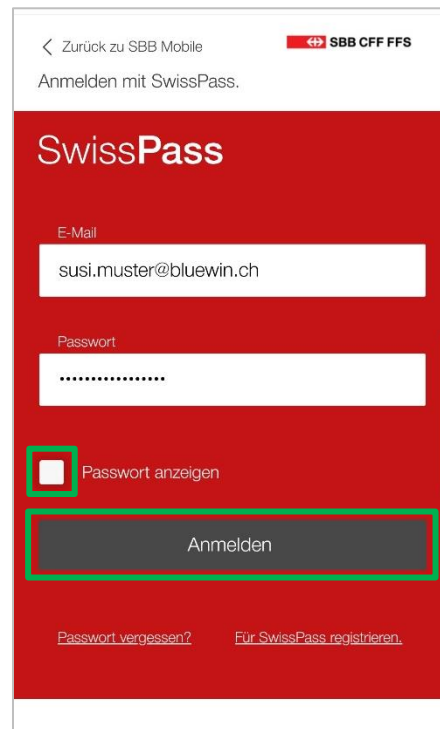 Zurück zu SBB Mobile
SBB CFF FFS
Anmelden mit SwissPass.
SwissPass
E-Mail
susi.muster@bluewin.ch
Passwort
•••••••••••••••••
Passwort anzeigen
Anmelden
Passwort vergessen? Für SwissPass registrieren.